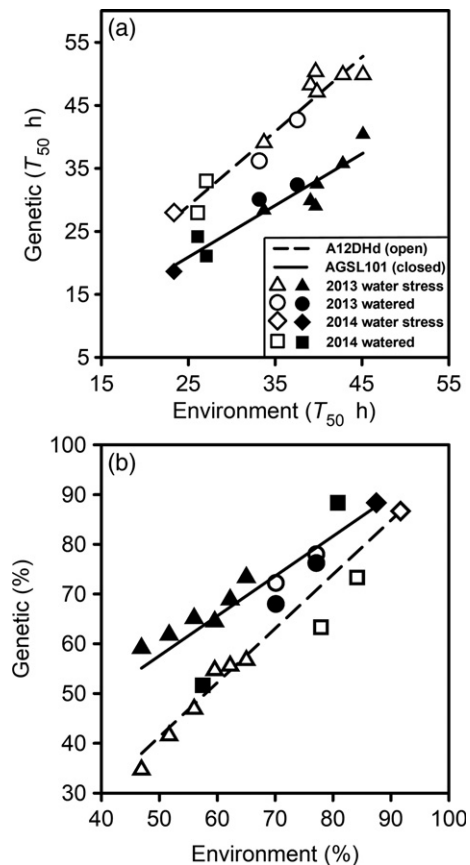 (a)
55
45
35
25
15
5
Genetic (T50 h)
A12DHd (open)
AGSL101 (closed)
2013 water stress
2013 watered
2014 water stress
2014 watered
15 25 35 45 55
Environment (T50 h)
(b)
100
90
80
70
60
50
40
30
Genetic (%)
40 50 60 70 80 90 100
Environment (%)